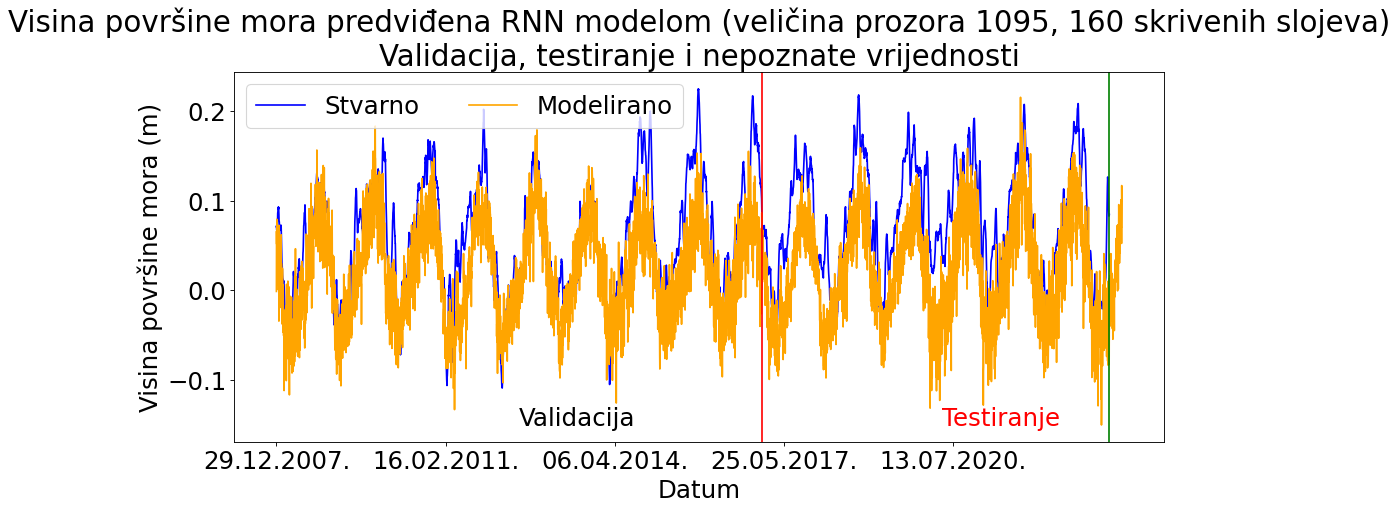 Visina površine mora predviđena RNN modelom (veličina prozora 1095, 160 skrivenih slojeva)
Validacija, testiranje i nepoznate vrijednosti
Stvarno
Modelirano
Visina površine mora (m)
0.2
0.1
0.0
−0.1
Validacija
Testiranje
29.12.2007.
16.02.2011.
06.04.2014.
25.05.2017.
13.07.2020.
Datum